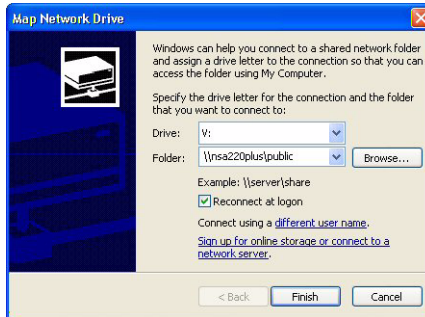 Map Network Drive
Windows can help you connect to a shared network folder
and assign a drive letter to the connection so that you can
access the folder using My Computer.
Specify the drive letter for the connection and the folder
that you want to connect to:
Drive: V:
Folder: \\nsa220plus\public Browse...
Example: \\server\share
Reconnect at logon
Connect using a different user name.
Sign up for online storage or connect to a
network server.
< Back Finish Cancel